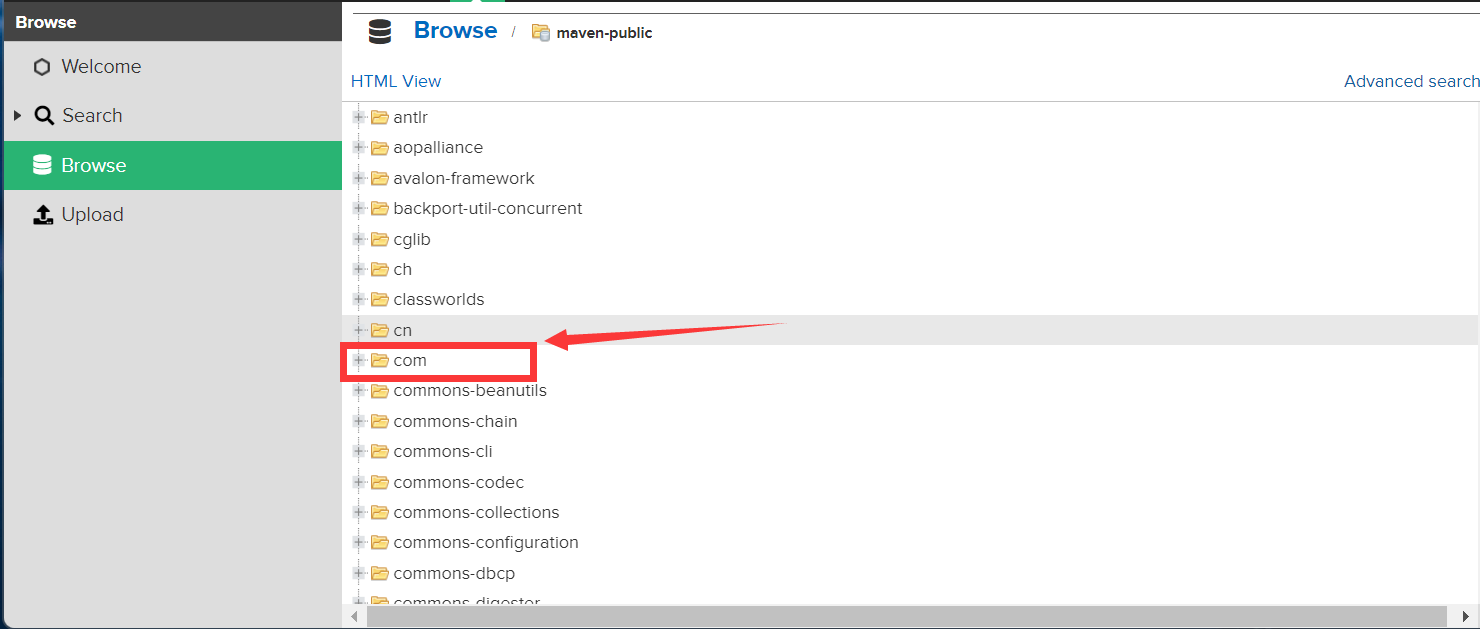 Browse
Welcome
Search
Browse
Upload
Browse / maven-public
HTML View
Advanced search
antlr
aopalliance
avalon-framework
backport-util-concurrent
cglib
ch
classworlds
cn
com
commons-beanutils
commons-chain
commons-cli
commons-codec
commons-collections
commons-configuration
commons-dbcp
commons-digester